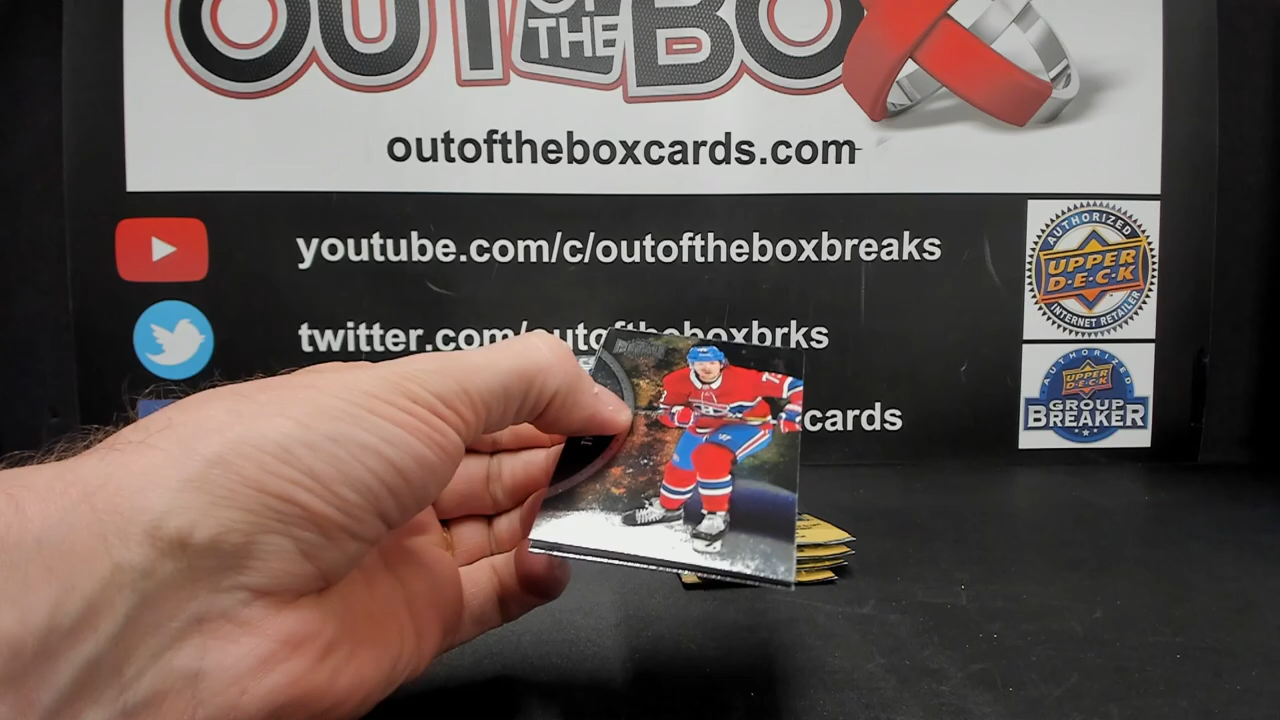 OUT OF THE BOX
outoftheboxcards.com
youtube.com/c/outoftheboxbreaks
AUTHORIZED
UPPER
D·E·C·K
INTERNET RETAILER
twitter.com/outoftheboxbrks
AUTHORIZED
UPPER
DECK
GROUP
BREAKER
cards